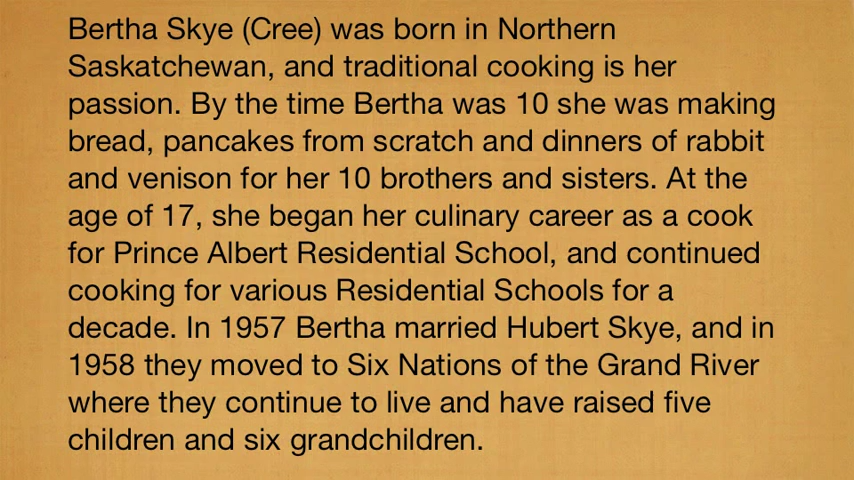 Bertha Skye (Cree) was born in Northern
Saskatchewan, and traditional cooking is her
passion. By the time Bertha was 10 she was making
bread, pancakes from scratch and dinners of rabbit
and venison for her 10 brothers and sisters. At the
age of 17, she began her culinary career as a cook
for Prince Albert Residential School, and continued
cooking for various Residential Schools for a
decade. In 1957 Bertha married Hubert Skye, and in
1958 they moved to Six Nations of the Grand River
where they continue to live and have raised five
children and six grandchildren.